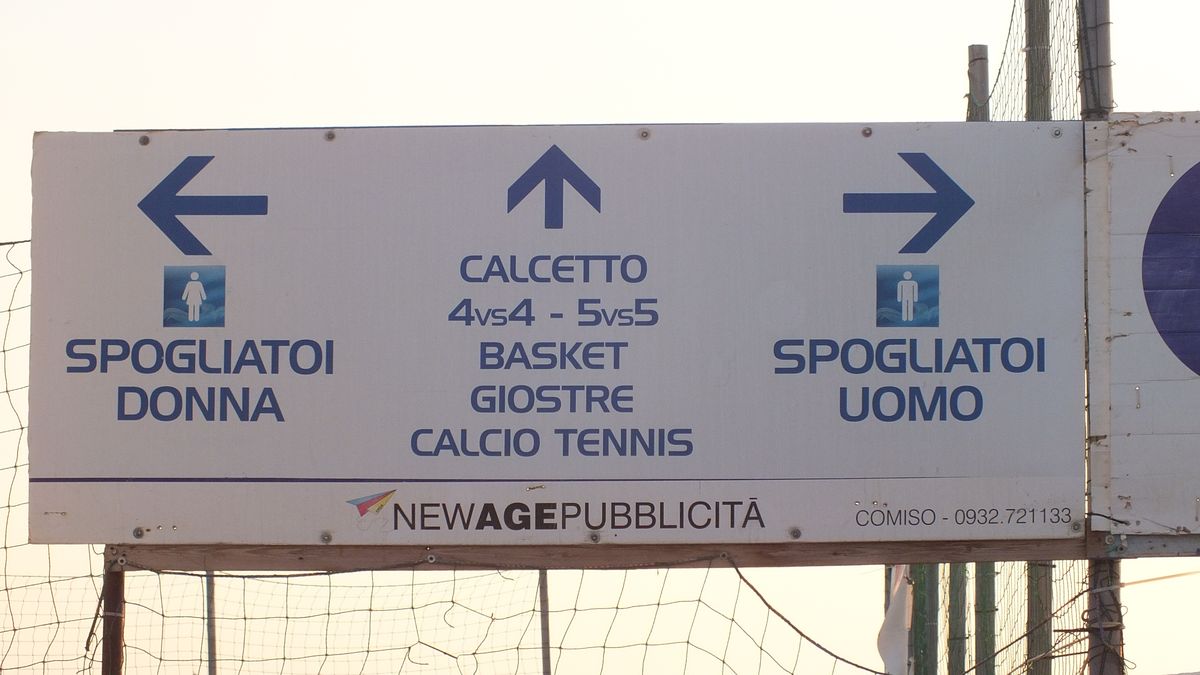 SPOGLIATOI
DONNA
CALCETTO
4vs4 - 5vs5
BASKET
GIOSTRE
CALCIO TENNIS
SPOGLIATOI
UOMO
NEWAGEPUBBLICITĀ
COMISO - 0932.721133